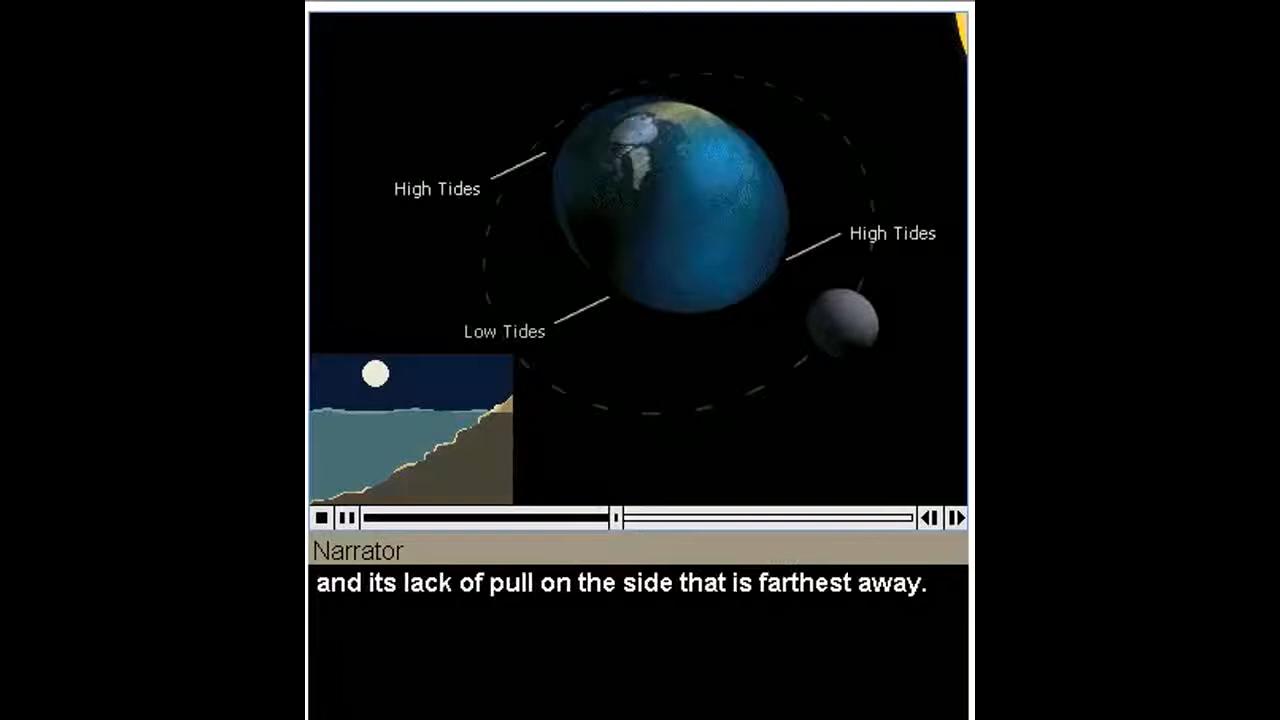 High Tides
High Tides
Low Tides
Narrator
and its lack of pull on the side that is farthest away.